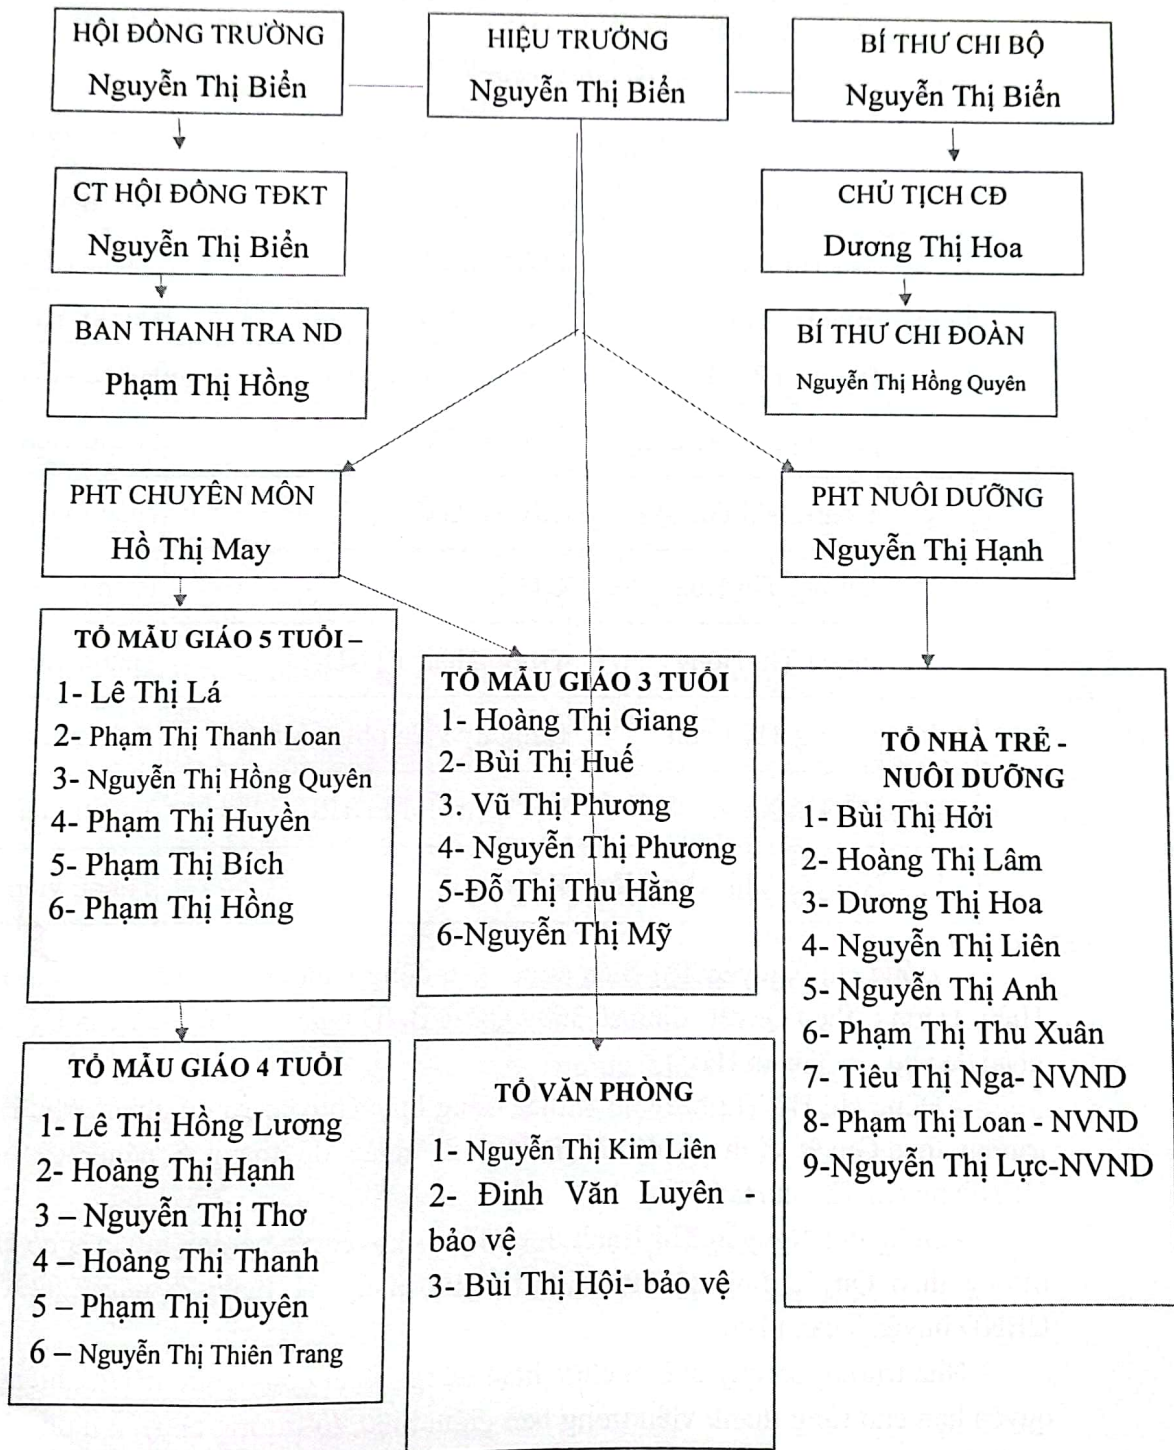 HỘI ĐỒNG TRƯỜNG
Nguyễn Thị Biển
HIỆU TRƯỞNG
Nguyễn Thị Biển
BÍ THƯ CHI BỘ
Nguyễn Thị Biển
CT HỘI ĐỒNG TĐKT
Nguyễn Thị Biển
CHỦ TỊCH CĐ
Dương Thị Hoa
BAN THANH TRA ND
Phạm Thị Hồng
BÍ THƯ CHI ĐOÀN
Nguyễn Thị Hồng Quyên
PHT CHUYÊN MÔN
Hồ Thị May
PHT NUÔI DƯỠNG
Nguyễn Thị Hạnh
TỔ MẪU GIÁO 5 TUỔI –
1- Lê Thị Lá
2- Phạm Thị Thanh Loan
3- Nguyễn Thị Hồng Quyên
4- Phạm Thị Huyền
5- Phạm Thị Bích
6- Phạm Thị Hồng
TỔ MẪU GIÁO 3 TUỔI
1- Hoàng Thị Giang
2- Bùi Thị Huế
3. Vũ Thị Phương
4- Nguyễn Thị Phương
5-Đỗ Thị Thu Hằng
6-Nguyễn Thị Mỹ
TỔ NHÀ TRẺ -
NUÔI DƯỠNG
1- Bùi Thị Hởi
2- Hoàng Thị Lâm
3- Dương Thị Hoa
4- Nguyễn Thị Liên
5- Nguyễn Thị Anh
6- Phạm Thị Thu Xuân
7- Tiêu Thị Nga- NVND
8- Phạm Thị Loan - NVND
9-Nguyễn Thị Lực-NVND
TỔ MẪU GIÁO 4 TUỔI
1- Lê Thị Hồng Lương
2- Hoàng Thị Hạnh
3 – Nguyễn Thị Thơ
4 – Hoàng Thị Thanh
5 – Phạm Thị Duyên
6 – Nguyễn Thị Thiên Trang
TỔ VĂN PHÒNG
1- Nguyễn Thị Kim Liên
2- Đinh Văn Luyên -
bảo vệ
3- Bùi Thị Hội- bảo vệ